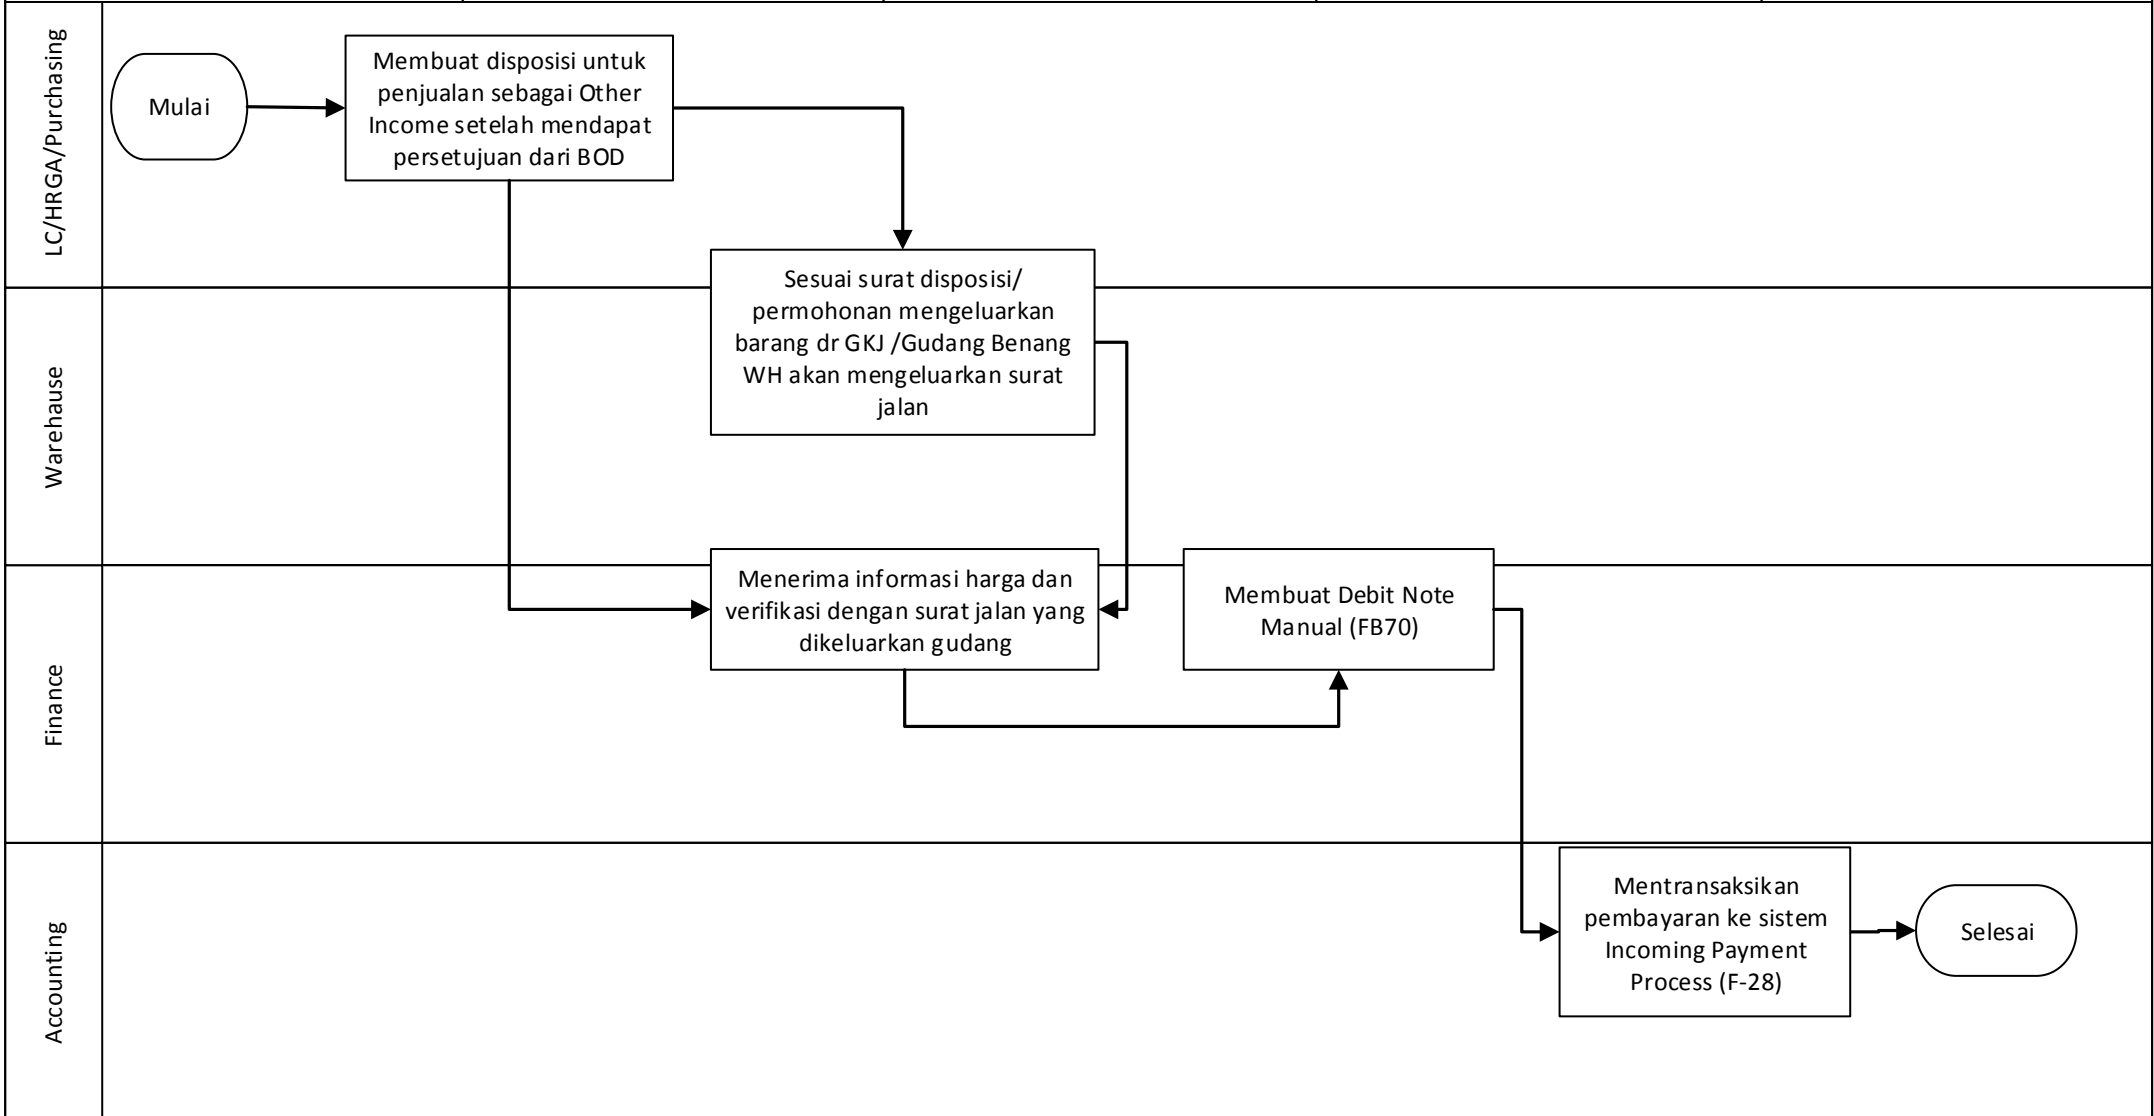 LC/HRGA/Purchasing
Mulai
Membuat disposisi untuk
penjualan sebagai Other
Income setelah mendapat
persetujuan dari BOD
Warehause
Sesuai surat disposisi/
permohonan mengeluarkan
barang dr GKJ /Gudang Benang
WH akan mengeluarkan surat
jalan
Finance
Menerima informasi harga dan
verifikasi dengan surat jalan yang
dikeluarkan gudang
Membuat Debit Note
Manual (FB70)
Accounting
Mentransaksikan
pembayaran ke sistem
Incoming Payment
Process (F-28)
Selesai